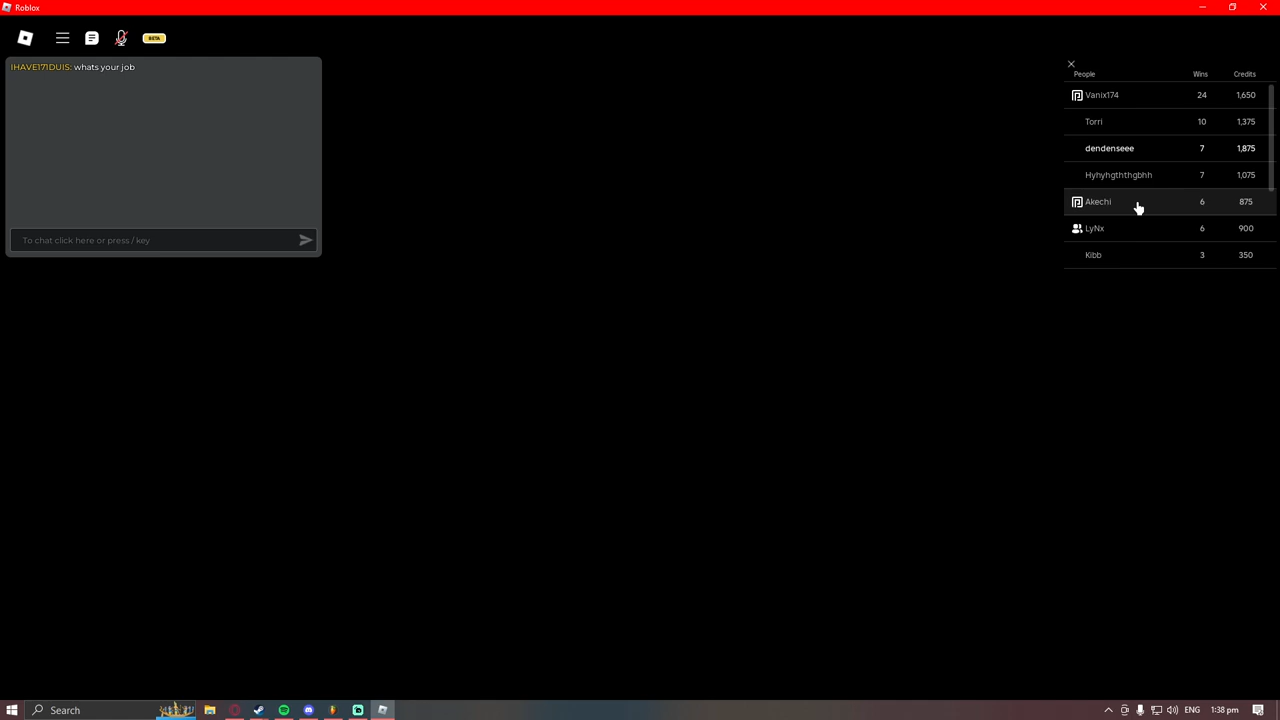 Roblox
BETA
IHAVE171DUIS: whats your job
To chat click here or press / key
People Wins Credits
Vanix174 24 1,650
Torri 10 1,375
dendenseee 7 1,875
Hyhyhgththgbhh 7 1,075
Akechi 6 875
LyNx 6 900
Kibb 3 350
Search
ENG 1:38 pm